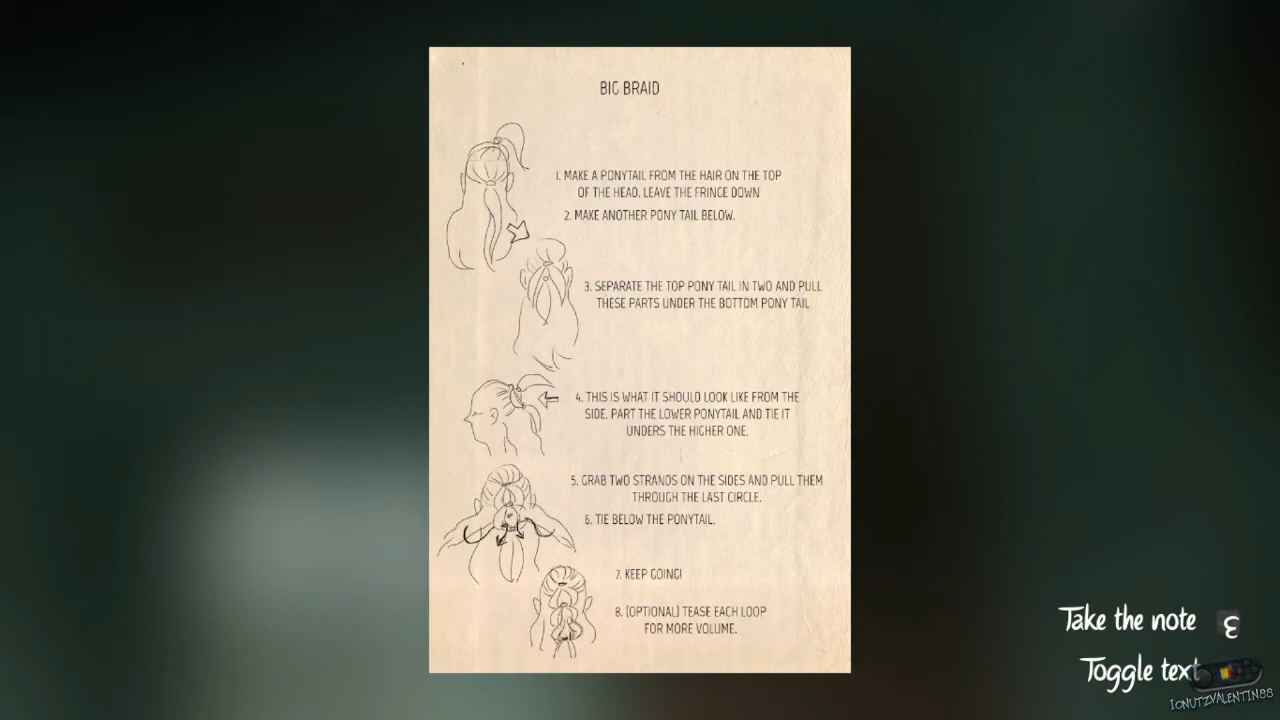 BIG BRAID
1. MAKE A PONYTAIL FROM THE HAIR ON THE TOP
OF THE HEAD. LEAVE THE FRINCE DOWN
2. MAKE ANOTHER PONY TAIL BELOW.
3. SEPARATE THE TOP PONY TAIL IN TWO AND PULL
THESE PARTS UNDER THE BOTTOM PONY TAIL
4. THIS IS WHAT IT SHOULD LOOK LIKE FROM THE
SIDE. PART THE LOWER PONYTAIL AND TIE IT
UNDERS THE HIGHER ONE.
5. GRAB TWO STRANDS ON THE SIDES AND PULL THEM
THROUGH THE LAST CIRCLE.
6. TIE BELOW THE PONYTAIL.
7. KEEP GOING!
8. [OPTIONAL] TEASE EACH LOOP
FOR MORE VOLUME.
Take the note ε
Toggle text
IONUTZVALENTIN88